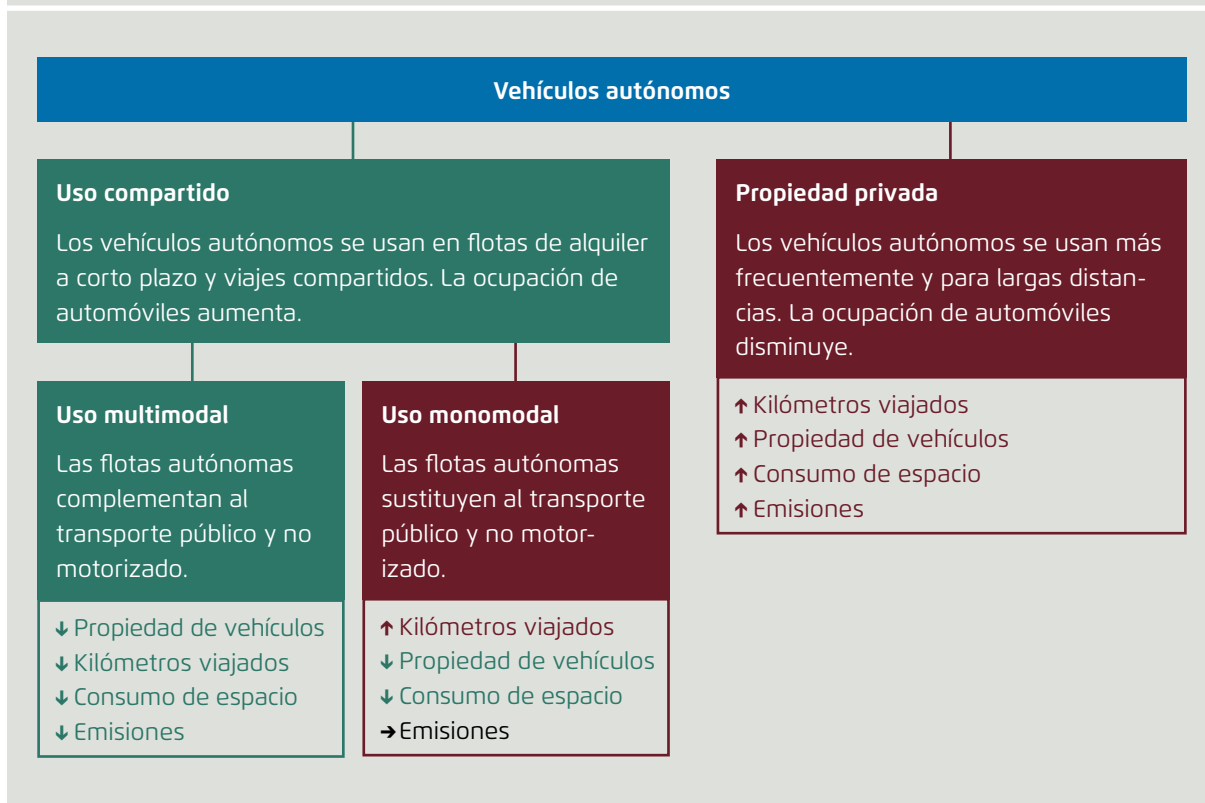 Vehículos autónomos
Uso compartido
Los vehículos autónomos se usan en flotas de alquiler
a corto plazo y viajes compartidos. La ocupación de
automóviles aumenta.
Uso multimodal
Las flotas autónomas
complementan al
transporte público y no
motorizado.
↓ Propiedad de vehículos
↓ Kilómetros viajados
↓ Consumo de espacio
↓ Emisiones
Uso monomodal
Las flotas autónomas
sustituyen al transporte
público y no motor-
izado.
↑ Kilómetros viajados
↓ Propiedad de vehículos
↓ Consumo de espacio
→ Emisiones
Propiedad privada
Los vehículos autónomos se usan más
frecuentemente y para largas distan-
cias. La ocupación de automóviles
disminuye.
↑ Kilómetros viajados
↑ Propiedad de vehículos
↑ Consumo de espacio
↑ Emisiones